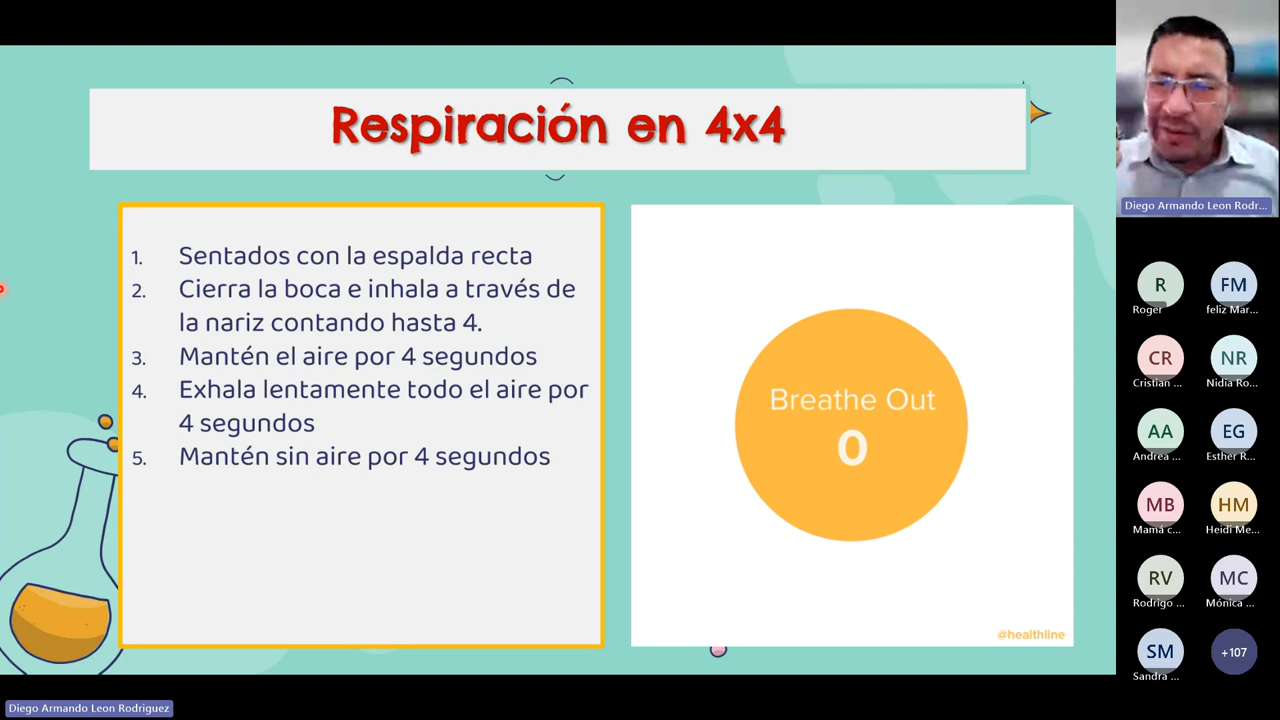 Respiración en 4x4
1. Sentados con la espalda recta
2. Cierra la boca e inhala a través de
la nariz contando hasta 4.
3. Mantén el aire por 4 segundos
4. Exhala lentamente todo el aire por
4 segundos
5. Mantén sin aire por 4 segundos
Breathe Out
0
@healthline
Diego Armando Leon Rodr...
R
FM
Roger
feliz Mar...
CR
NR
Cristian ...
Nidia Ro...
AA
EG
Andrea ...
Esther R...
MB
HM
Mamá c...
Heidi Me...
RV
MC
Rodrigo ...
Mónica ...
SM
+107
Sandra ...
Diego Armando Leon Rodriguez